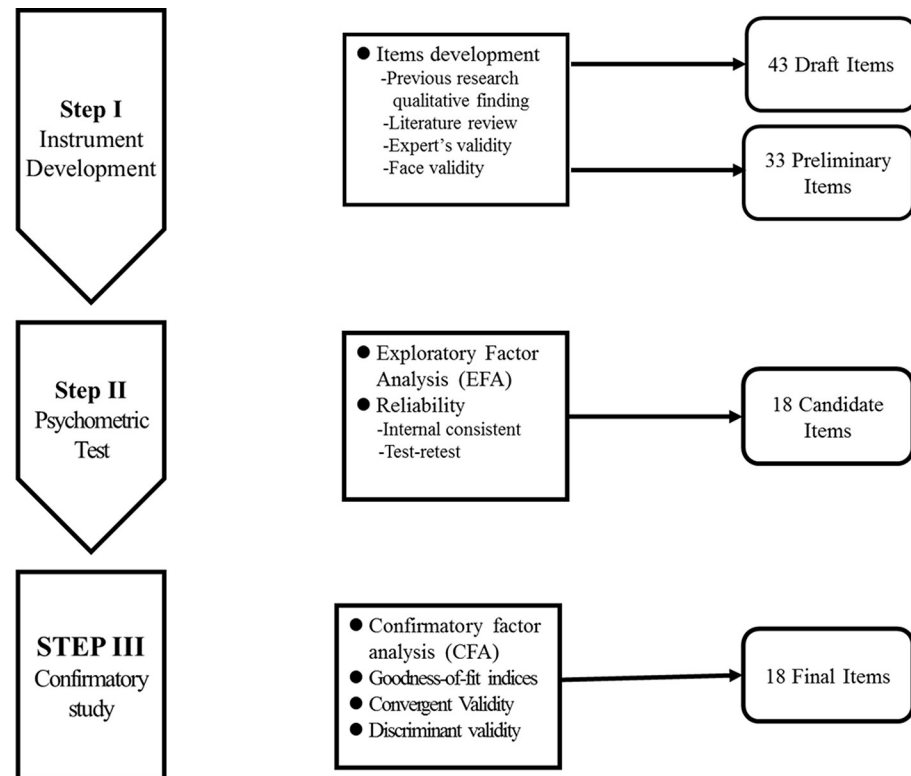 Step I
Instrument
Development
● Items development
-Previous research
qualitative finding
-Literature review
-Expert's validity
-Face validity
43 Draft Items
33 Preliminary
Items
Step II
Psychometric
Test
● Exploratory Factor
Analysis (EFA)
● Reliability
-Internal consistent
-Test-retest
18 Candidate
Items
STEP III
Confirmatory
study
● Confirmatory factor
analysis (CFA)
● Goodness-of-fit indices
● Convergent Validity
● Discriminant validity
18 Final Items